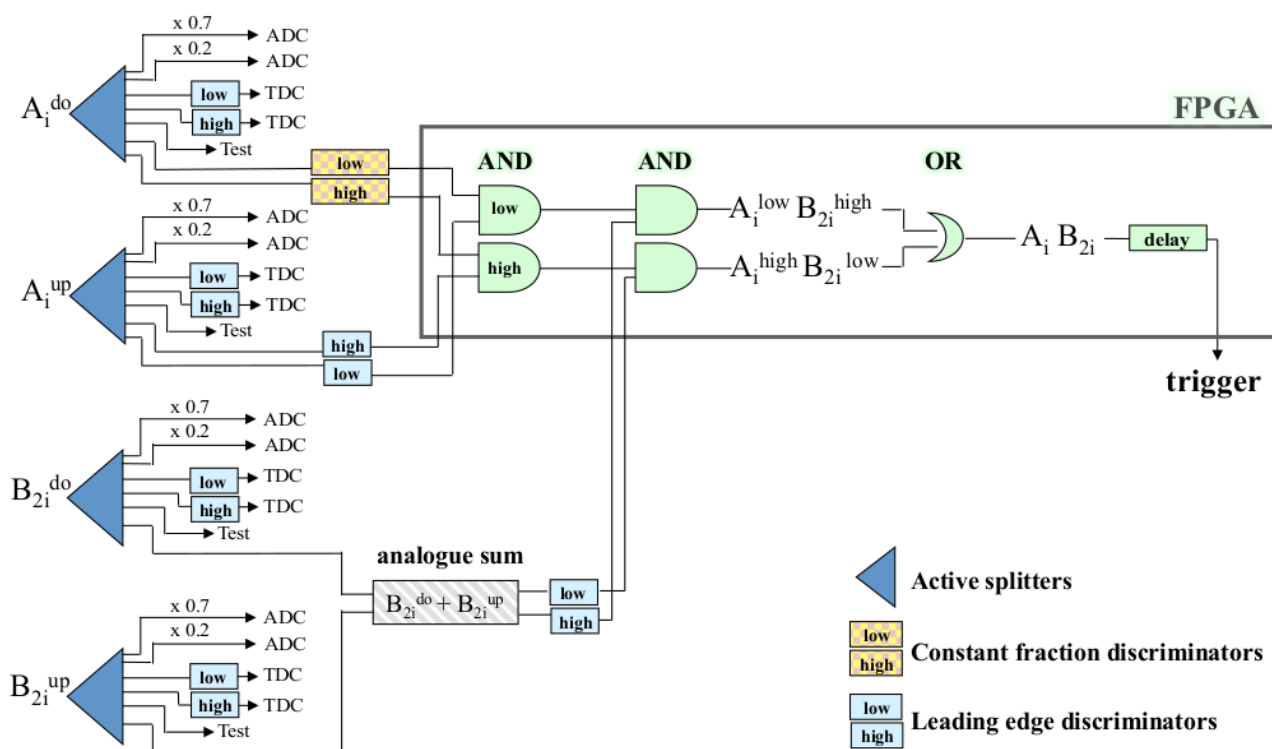 x 0.7
ADC
x 0.2
ADC
A_i^do
low
TDC
high
TDC
Test
FPGA
low
high
AND
AND
OR
low
high
A_i^low B_2i^high
A_i^high B_2i^low
A_i B_2i
delay
trigger
x 0.7
ADC
x 0.2
ADC
A_i^up
low
TDC
high
TDC
Test
high
low
x 0.7
ADC
x 0.2
ADC
B_2i^do
low
TDC
high
TDC
Test
analogue sum
B_2i^do + B_2i^up
low
high
x 0.7
ADC
x 0.2
ADC
B_2i^up
low
TDC
high
TDC
Test
Active splitters
low
high
Constant fraction discriminators
low
high
Leading edge discriminators